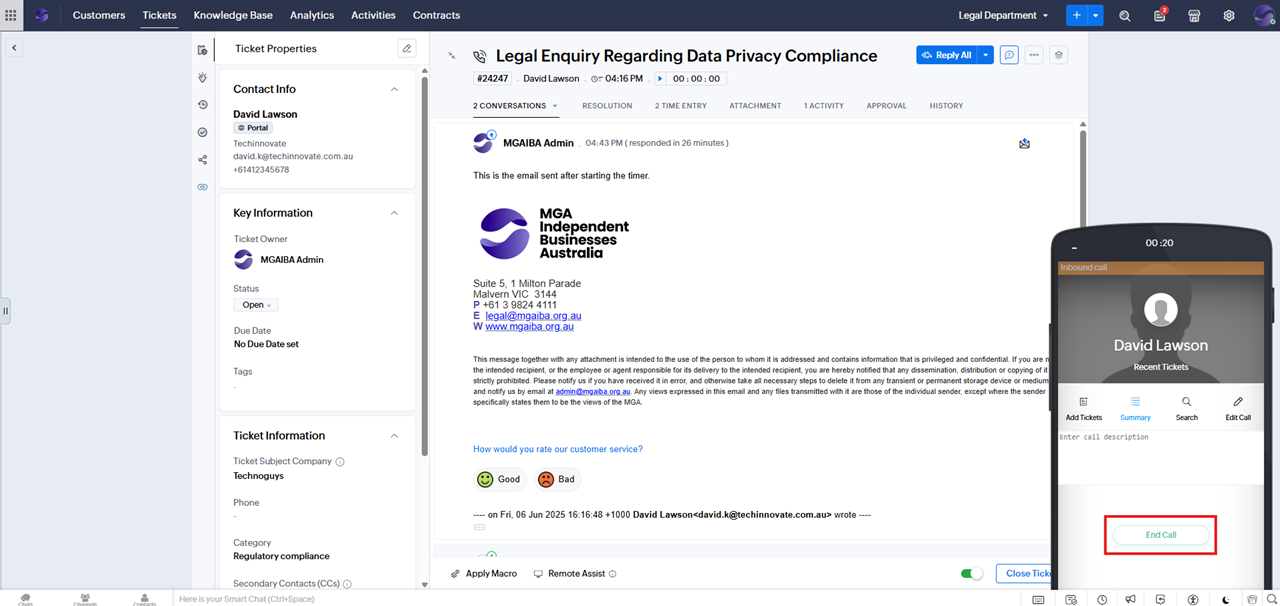 Customers Tickets Knowledge Base Analytics Activities Contracts
Legal Department
2
Ticket Properties
Contact Info
David Lawson
Portal
Techinnovate
david.k@techinnovate.com.au
+61412345678
Key Information
Ticket Owner
MGAIBA Admin
Status
Open
Due Date
No Due Date set
Tags
-
Ticket Information
Ticket Subject Company
Technoguys
Phone
-
Category
Regulatory compliance
Secondary Contacts (CCs)
Legal Enquiry Regarding Data Privacy Compliance
#24247 . David Lawson . 04:16 PM . 00 : 00 : 00
Reply All
2 CONVERSATIONS RESOLUTION 2 TIME ENTRY ATTACHMENT 1 ACTIVITY APPROVAL HISTORY
MGAIBA Admin . 04:43 PM ( responded in 26 minutes )
This is the email sent after starting the timer.
MGA
Independent
Businesses
Australia
Suite 5, 1 Milton Parade
Malvern VIC 3144
P +61 3 9824 4111
E legal@mgaiba.org.au
W www.mgaiba.org.au
This message together with any attachment is intended to the use of the person to whom it is addressed and contains information that is privileged and confidential. If you are n
the intended recipient, or the employee or agent responsible for its delivery to the intended recipient, you are hereby notified that any dissemination, distribution or copying of it
strictly prohibited. Please notify us if you have received it in error, and otherwise take all necessary steps to delete it from any transient or permanent storage device or medium
and notify us by email at admin@mgaiba.org.au. Any views expressed in this email and any files transmitted with it are those of the individual sender, except where the sender
specifically states them to be the views of the MGA.
How would you rate our customer service?
Good Bad
---- on Fri, 06 Jun 2025 16:16:48 +1000 David Lawson<david.k@techinnovate.com.au> wrote ----
Apply Macro Remote Assist
Close Ticke
00:20
Inbound call
David Lawson
Recent Tickets
Add Tickets Summary Search Edit Call
Enter call description
End Call
Chats Channels Contacts
Here is your Smart Chat (Ctrl+Space)